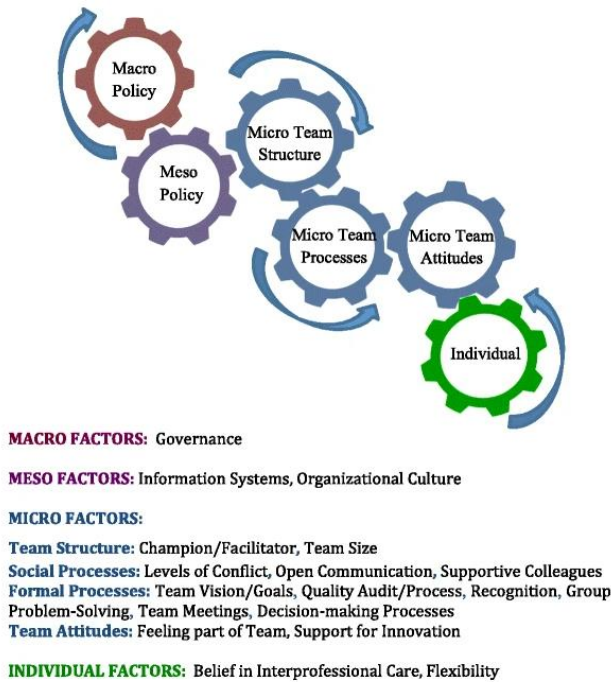 Macro
Policy
Micro Team
Structure
Meso
Policy
Micro Team
Processes
Micro Team
Attitudes
Individual
MACRO FACTORS: Governance
MESO FACTORS: Information Systems, Organizational Culture
MICRO FACTORS:
Team Structure: Champion/Facilitator, Team Size
Social Processes: Levels of Conflict, Open Communication, Supportive Colleagues
Formal Processes: Team Vision/Goals, Quality Audit/Process, Recognition, Group
Problem-Solving, Team Meetings, Decision-making Processes
Team Attitudes: Feeling part of Team, Support for Innovation
INDIVIDUAL FACTORS: Belief in Interprofessional Care, Flexibility